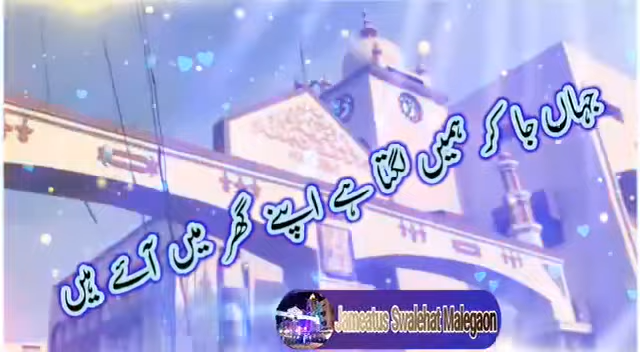 جہاں جا کر ہمیں لگتا ہے اپنے گھر میں آئے ہیں
Jameatus Swalehat Malegaon